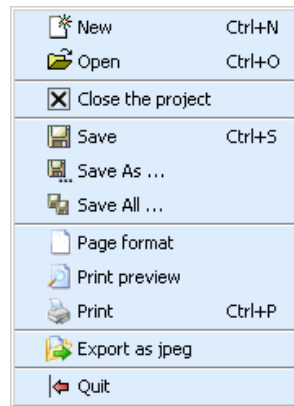 New Ctrl+N
Open Ctrl+O
Close the project
Save Ctrl+S
Save As ...
Save All ...
Page format
Print preview
Print Ctrl+P
Export as jpeg
Quit